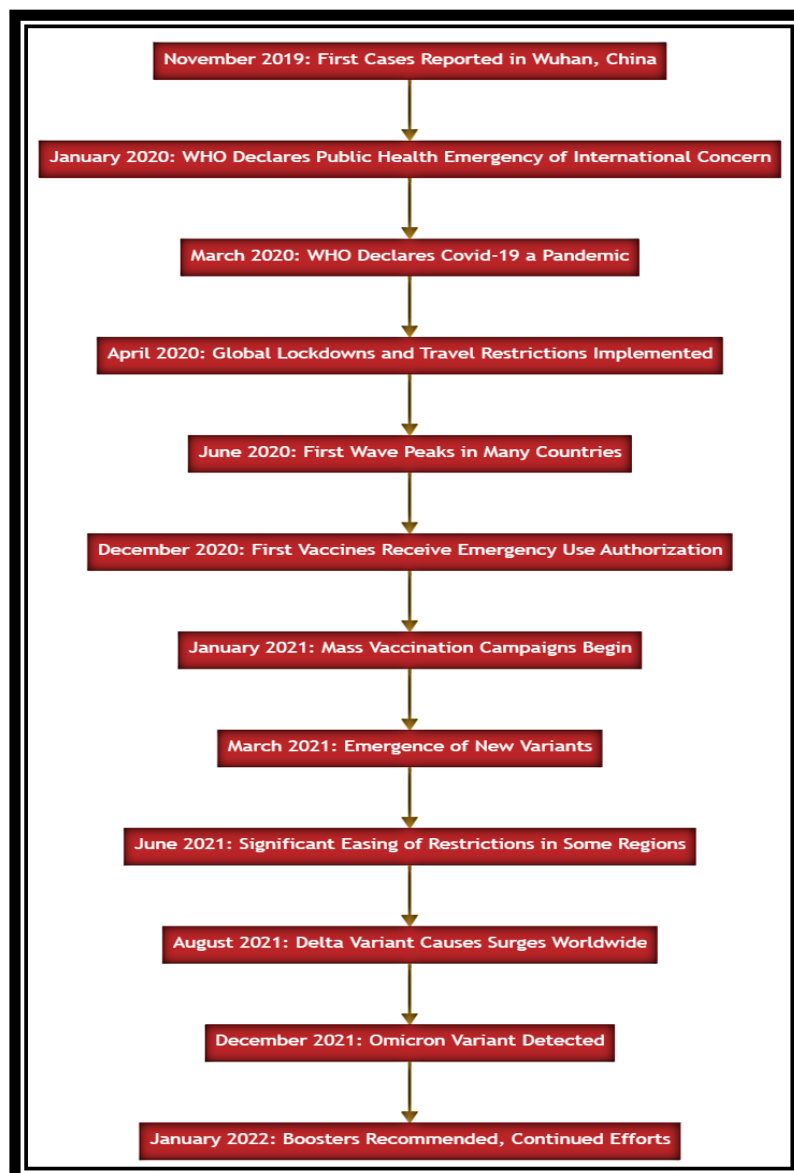 November 2019: First Cases Reported in Wuhan, China
January 2020: WHO Declares Public Health Emergency of International Concern
March 2020: WHO Declares Covid-19 a Pandemic
April 2020: Global Lockdowns and Travel Restrictions Implemented
June 2020: First Wave Peaks in Many Countries
December 2020: First Vaccines Receive Emergency Use Authorization
January 2021: Mass Vaccination Campaigns Begin
March 2021: Emergence of New Variants
June 2021: Significant Easing of Restrictions in Some Regions
August 2021: Delta Variant Causes Surges Worldwide
December 2021: Omicron Variant Detected
January 2022: Boosters Recommended, Continued Efforts